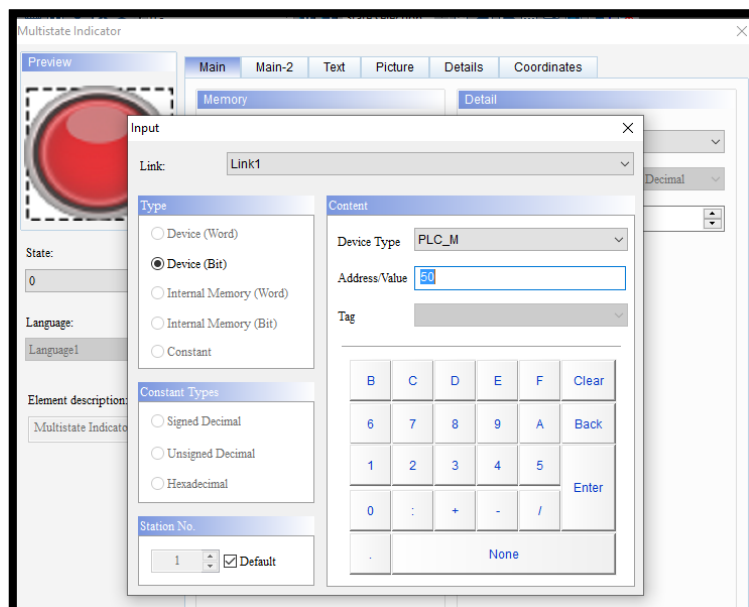 Multistate Indicator
Preview
Main
Main-2
Text
Picture
Details
Coordinates
Memory
Detail
Decimal
State:
0
Language:
Language1
Element description:
Multistate Indicato
Input
Link:
Link1
Type
Device (Word)
Device (Bit)
Internal Memory (Word)
Internal Memory (Bit)
Constant
Constant Types
Signed Decimal
Unsigned Decimal
Hexadecimal
Station No.
1
Default
Content
Device Type
PLC_M
Address/Value
50
Tag
B C D E F Clear
6 7 8 9 A Back
1 2 3 4 5
Enter
0 : + - /
. None